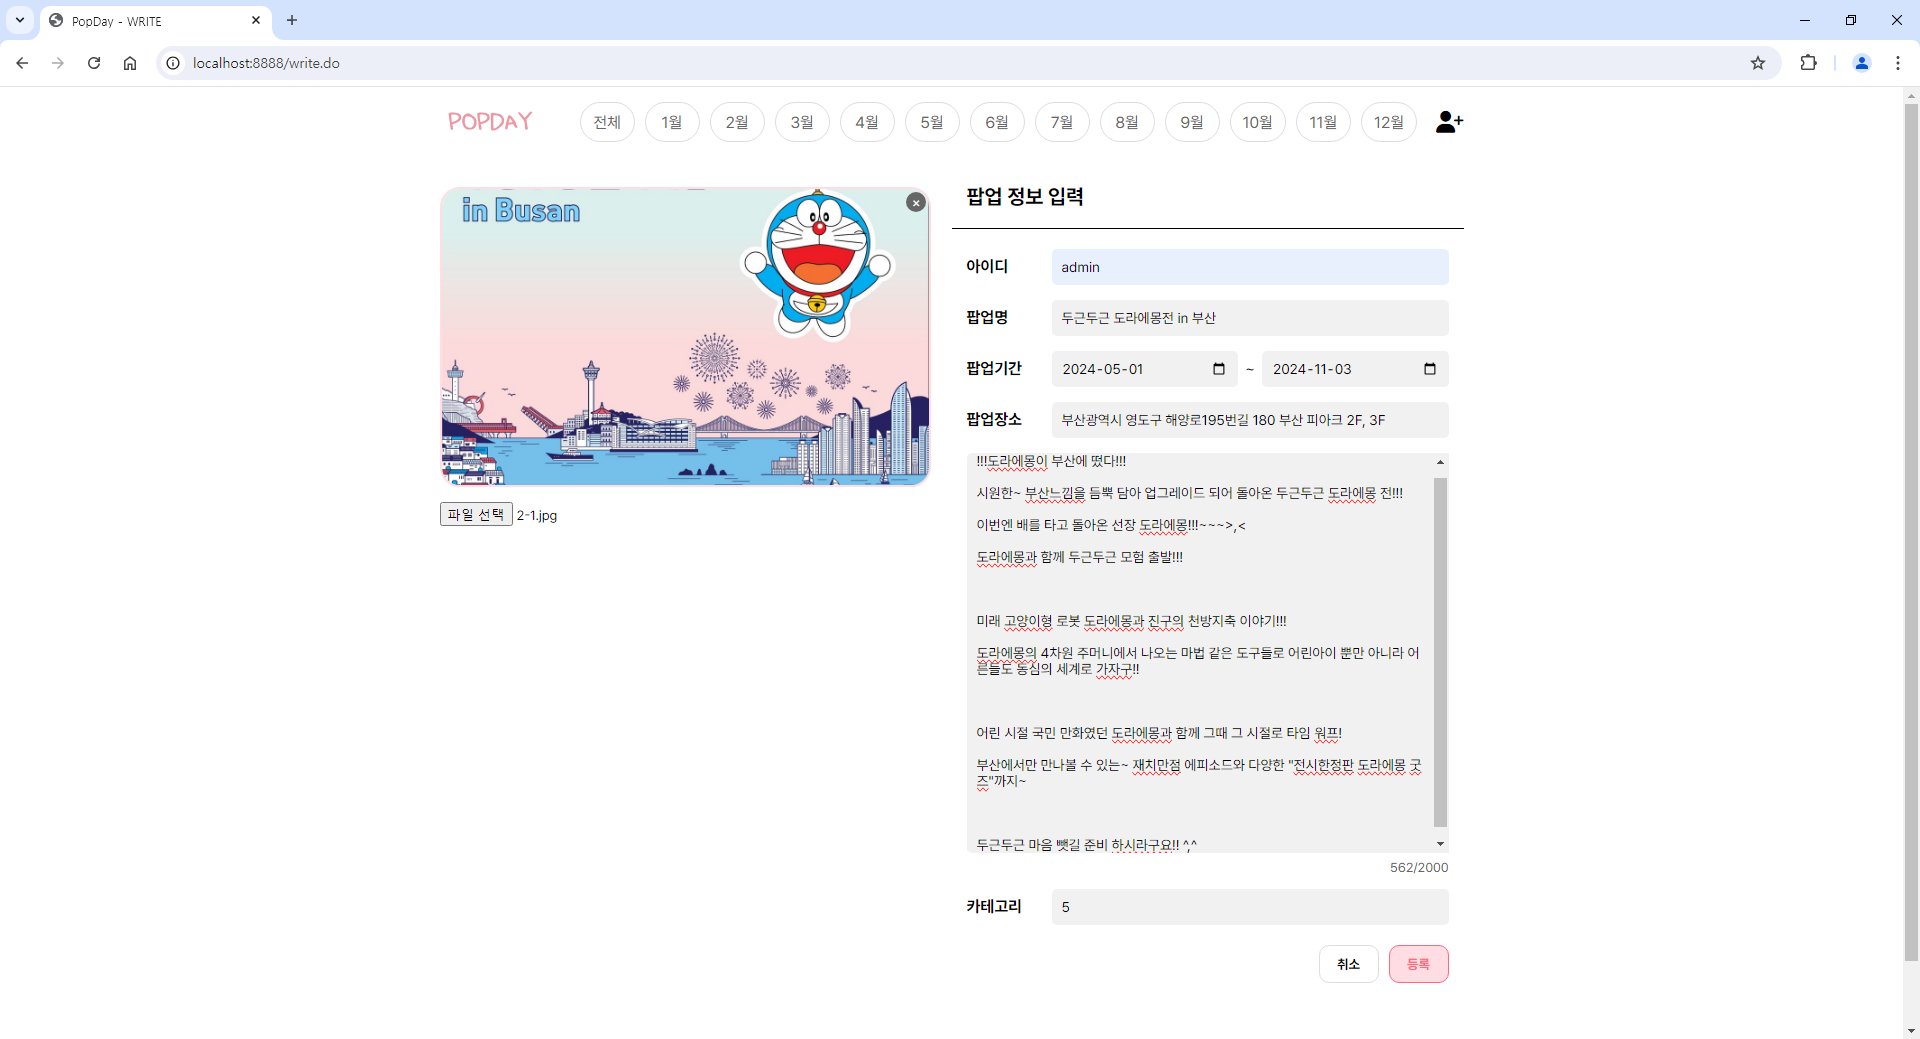 PopDay - WRITE
localhost:8888/write.do
POPDAY
전체 1월 2월 3월 4월 5월 6월 7월 8월 9월 10월 11월 12월
in Busan
파일 선택 2-1.jpg
팝업 정보 입력
아이디 admin
팝업명 두근두근 도라에몽전 in 부산
팝업기간 2024-05-01 ~ 2024-11-03
팝업장소 부산광역시 영도구 해양로195번길 180 부산 피아크 2F, 3F
!!!도라에몽이 부산에 떴다!!!
시원한~ 부산느낌을 듬뿍 담아 업그레이드 되어 돌아온 두근두근 도라에몽 전!!!
이번엔 배를 타고 돌아온 선장 도라에몽!!!~~~>,<
도라에몽과 함께 두근두근 모험 출발!!!
미래 고양이형 로봇 도라에몽과 진구의 천방지축 이야기!!!
도라에몽의 4차원 주머니에서 나오는 마법 같은 도구들로 어린아이 뿐만 아니라 어
른들도 동심의 세계로 가자구!!
어린 시절 국민 만화였던 도라에몽과 함께 그때 그 시절로 타임 워프!
부산에서만 만나볼 수 있는~ 재치만점 에피소드와 다양한 "전시한정판 도라에몽 굿
즈"까지~
두근두근 마음 뺏길 준비 하시라구요!! ^,^
562/2000
카테고리 5
취소 등록